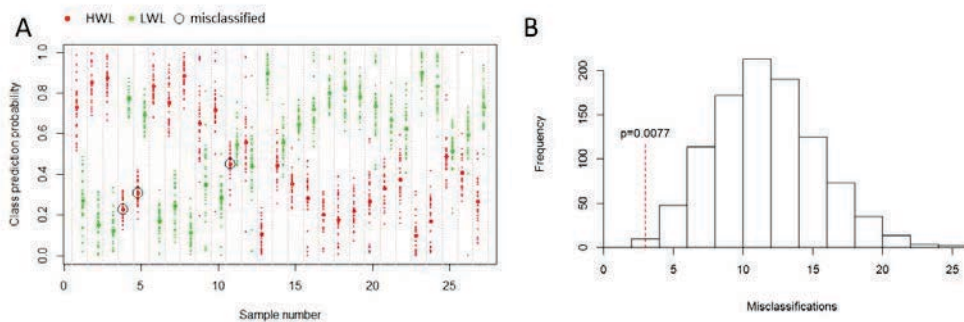 A
HWL LWL misclassified
Class prediction probability
1.0
0.8
0.6
0.4
0.2
0.0
0 5 10 15 20 25
Sample number
B
p=0.0077
Frequency
200
150
100
50
0
0 5 10 15 20 25
Misclassifications